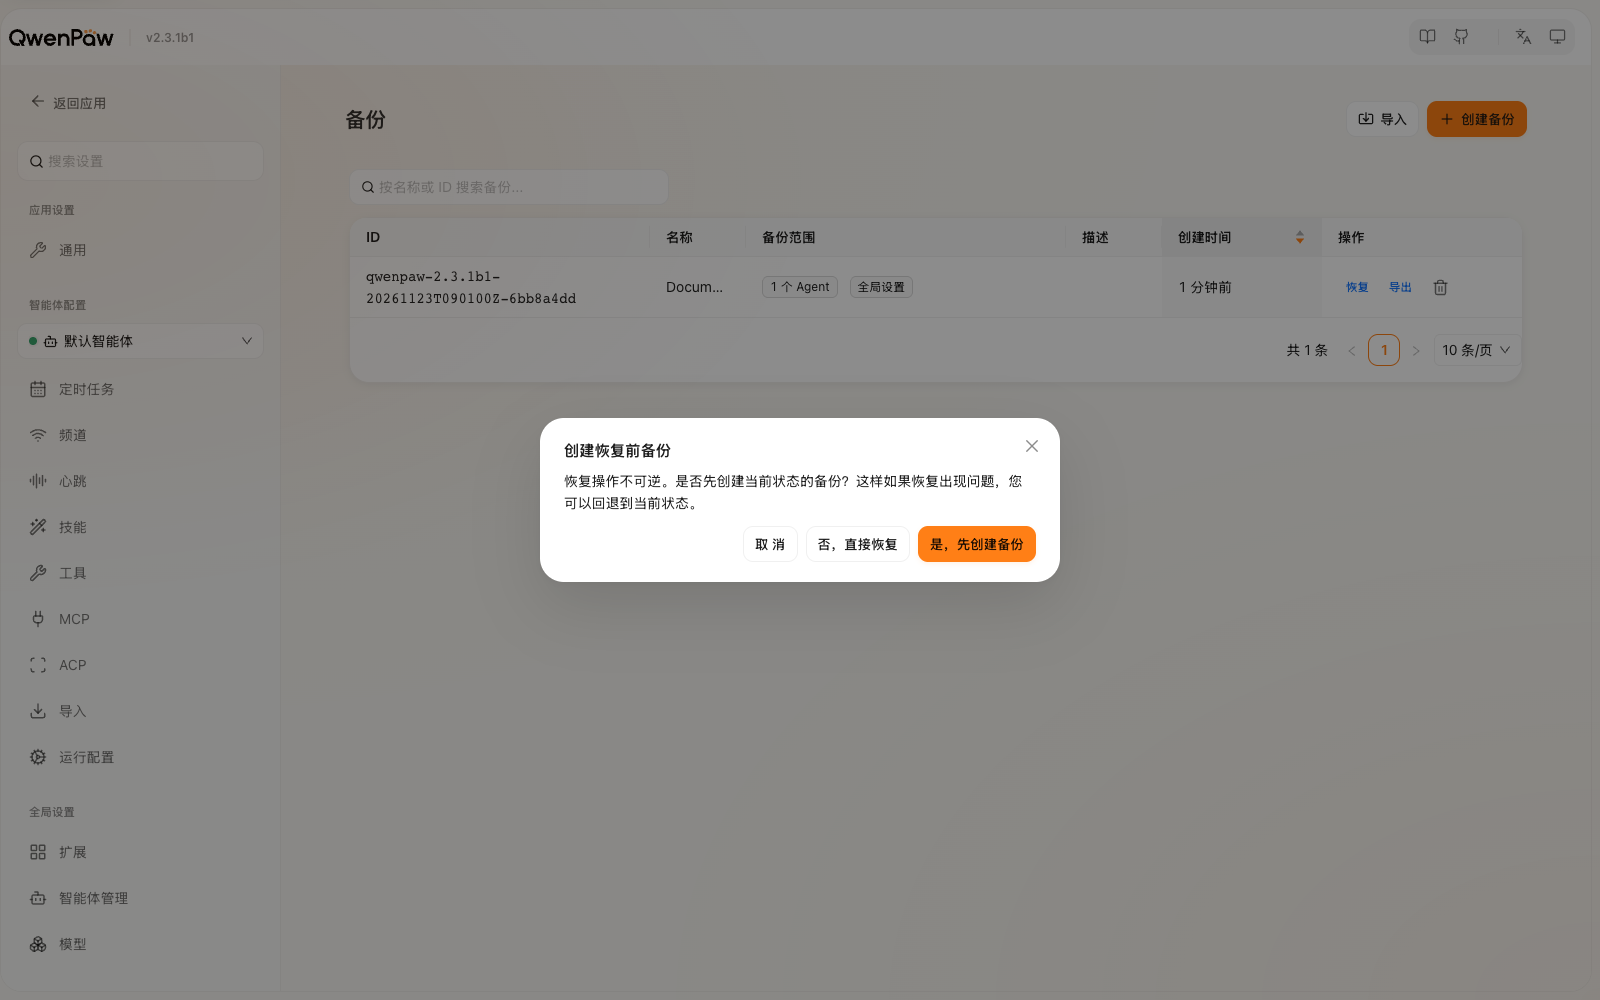 QwenPaw
v2.3.1b1
返回应用
搜索设置
应用设置
通用
智能体配置
默认智能体
定时任务
频道
心跳
技能
工具
MCP
ACP
导入
运行配置
全局设置
扩展
智能体管理
模型
备份
导入
创建备份
按名称或 ID 搜索备份...
ID 名称 备份范围 描述 创建时间 操作
qwenpaw-2.3.1b1-
20261123T090100Z-6bb8a4dd
Docum... 1 个 Agent 全局设置 1 分钟前 恢复 导出
共 1 条 1 10 条/页
创建恢复前备份
恢复操作不可逆。是否先创建当前状态的备份？这样如果恢复出现问题，您
可以回退到当前状态。
取 消 否，直接恢复 是，先创建备份